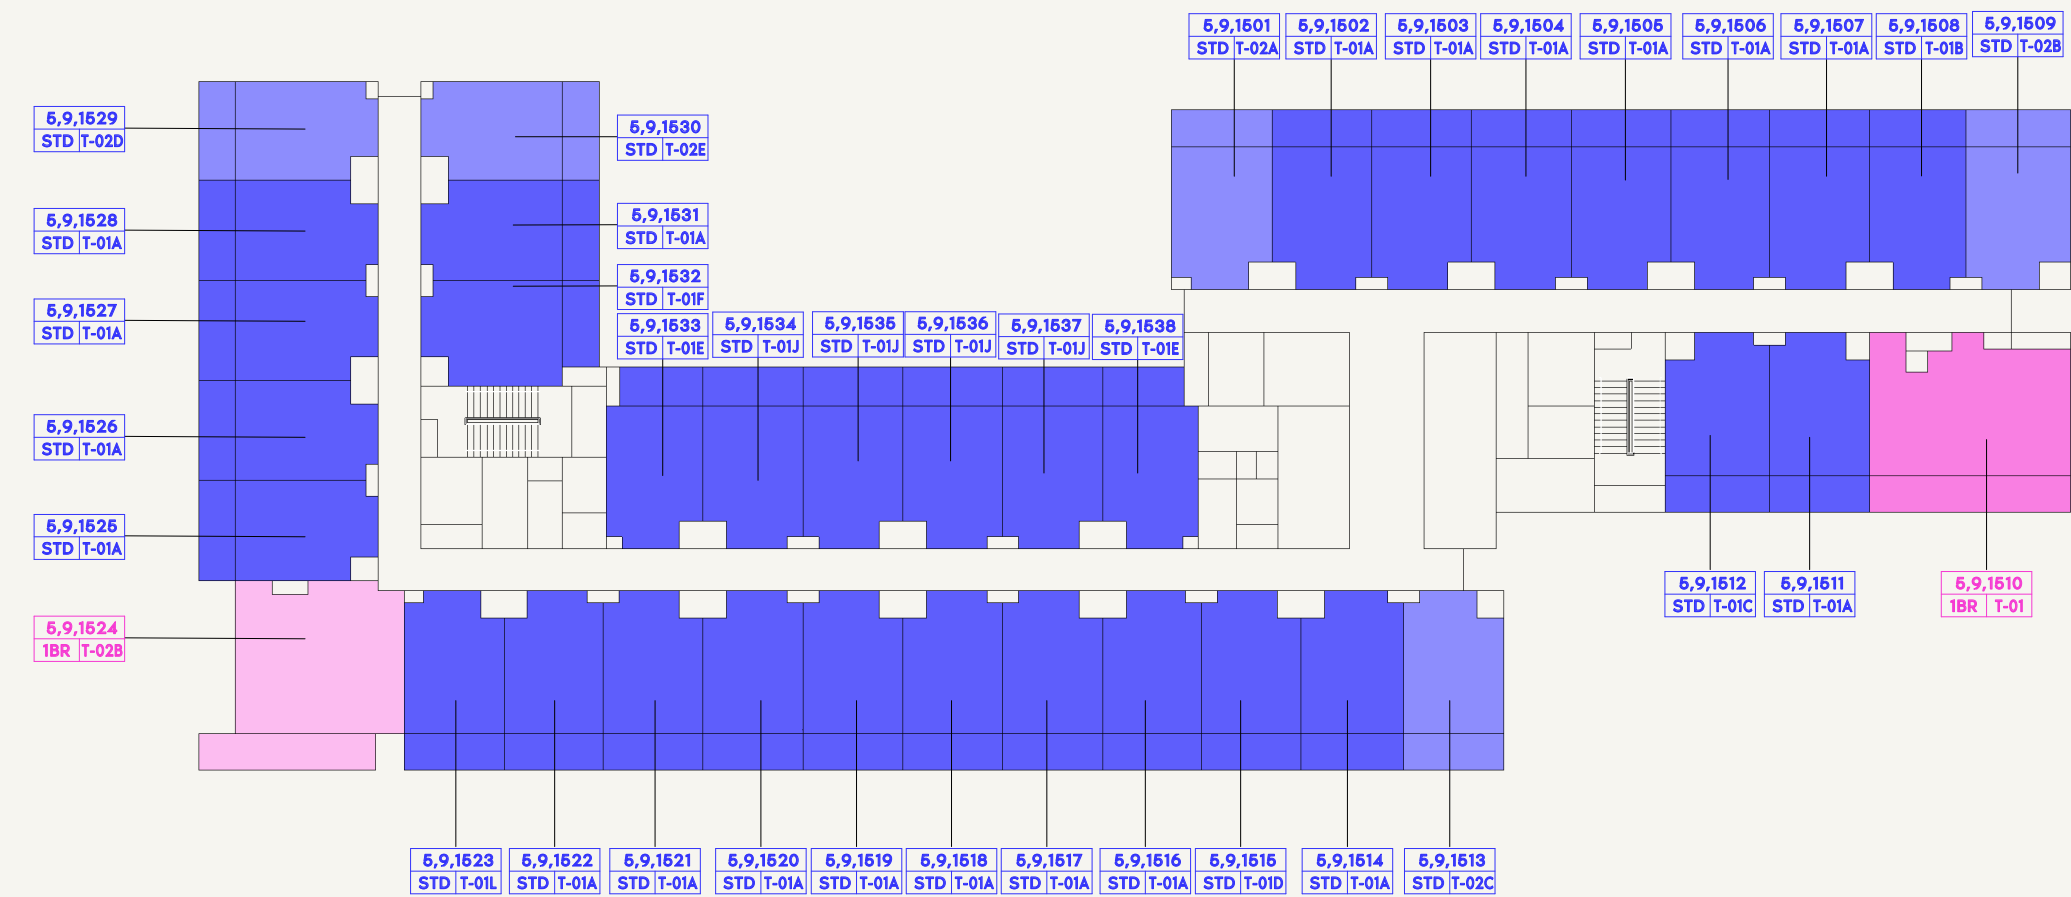 5,9,1501 5,9,1502 5,9,1503 5,9,1504 5,9,1505 5,9,1506 5,9,1507 5,9,1508 5,9,1509
STD T-02A STD T-01A STD T-01A STD T-01A STD T-01A STD T-01A STD T-01A STD T-01B STD T-02B
5,9,1529
STD T-02D
5,9,1530
STD T-02E
5,9,1528
STD T-01A
5,9,1531
STD T-01A
5,9,1532
STD T-01F
5,9,1527
STD T-01A
5,9,1533 5,9,1534 5,9,1535 5,9,1536 5,9,1537 5,9,1538
STD T-01E STD T-01J STD T-01J STD T-01J STD T-01J STD T-01E
5,9,1526
STD T-01A
5,9,1525
STD T-01A
5,9,1512 5,9,1511 5,9,1510
STD T-01C STD T-01A 1BR T-01
5,9,1524
1BR T-02B
5,9,1523 5,9,1522 5,9,1521 5,9,1520 5,9,1519 5,9,1518 5,9,1517 5,9,1516 5,9,1515 5,9,1514 5,9,1513
STD T-01L STD T-01A STD T-01A STD T-01A STD T-01A STD T-01A STD T-01A STD T-01A STD T-01D STD T-01A STD T-02C